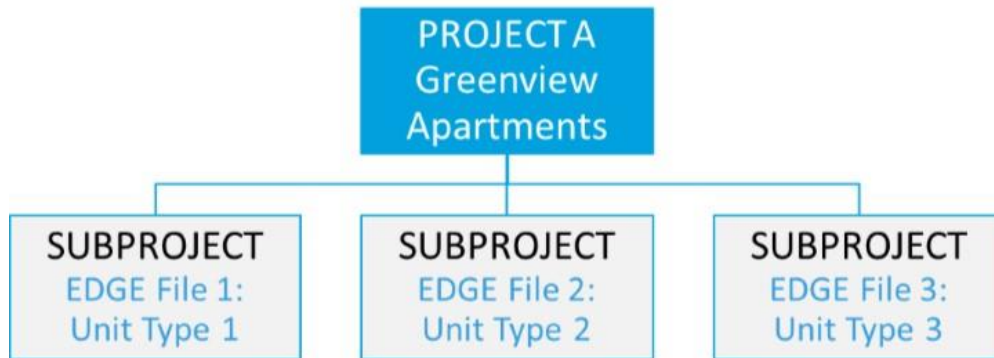 PROJECT A
Greenview
Apartments
SUBPROJECT
EDGE File 1:
Unit Type 1
SUBPROJECT
EDGE File 2:
Unit Type 2
SUBPROJECT
EDGE File 3:
Unit Type 3